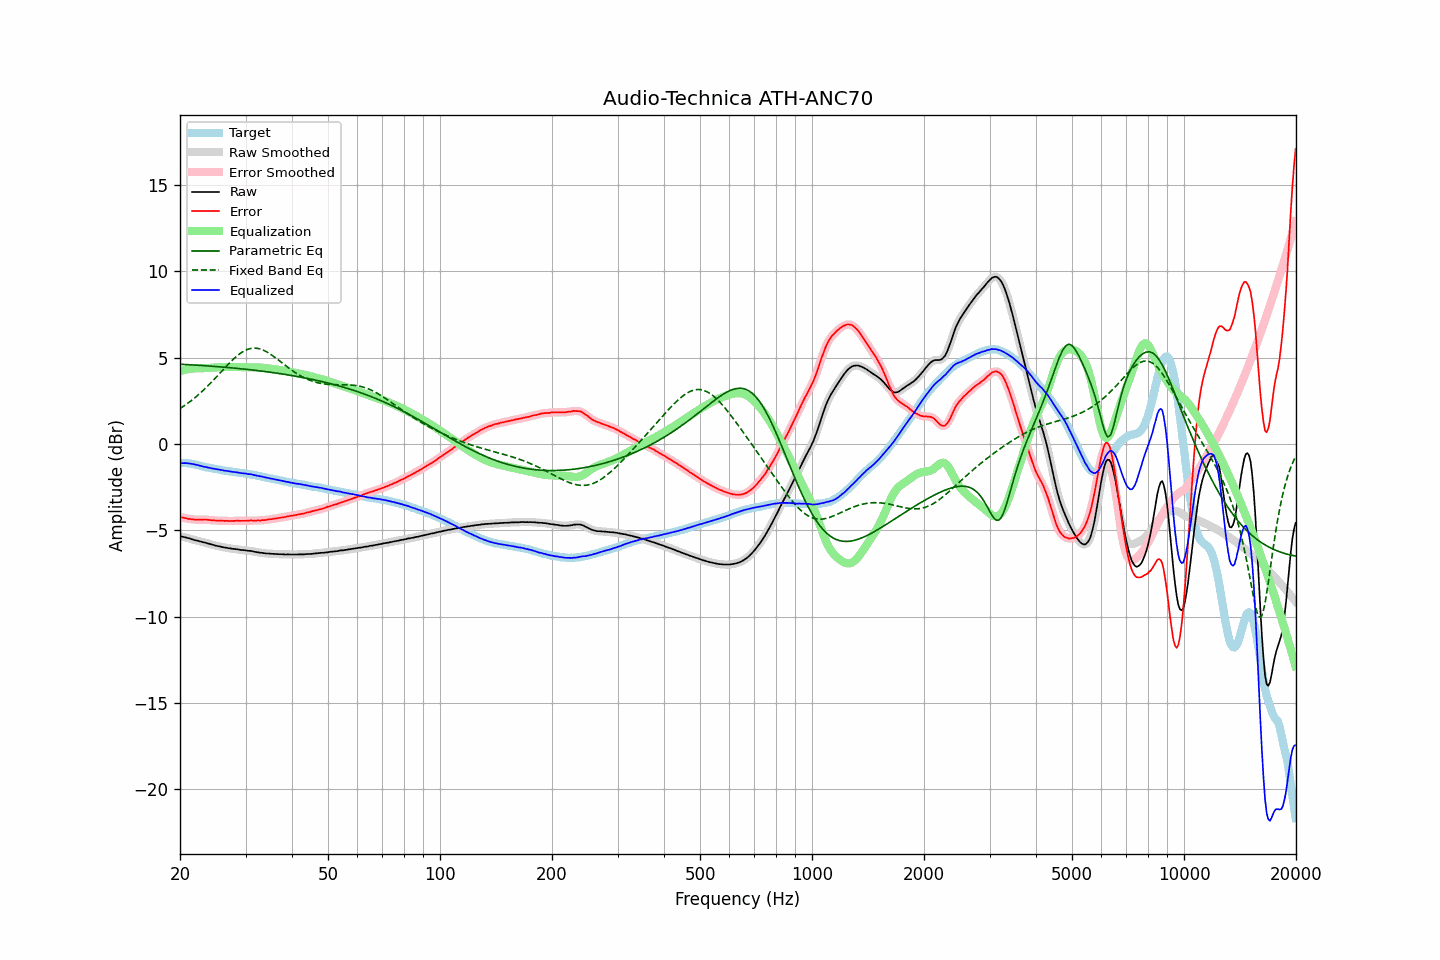 Audio-Technica ATH-ANC70
Target
Raw Smoothed
Error Smoothed
Raw
Error
Equalization
Parametric Eq
Fixed Band Eq
Equalized
Amplitude (dBr)
15
10
5
0
−5
−10
−15
−20
20
50
100
200
500
1000
2000
5000
10000
20000
Frequency (Hz)